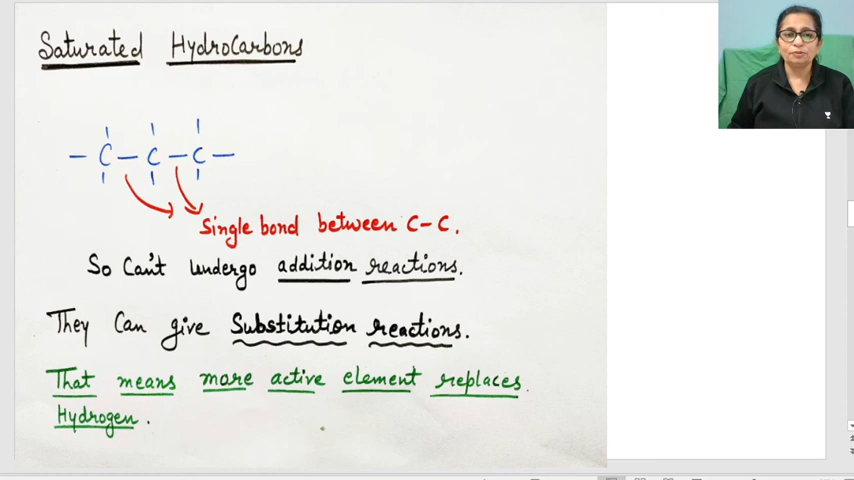 Saturated Hydrocarbons
- C - C - C -
Single bond between C-C.
So Can't undergo addition reactions.
They Can give Substitution reactions.
That means more active element replaces
Hydrogen.